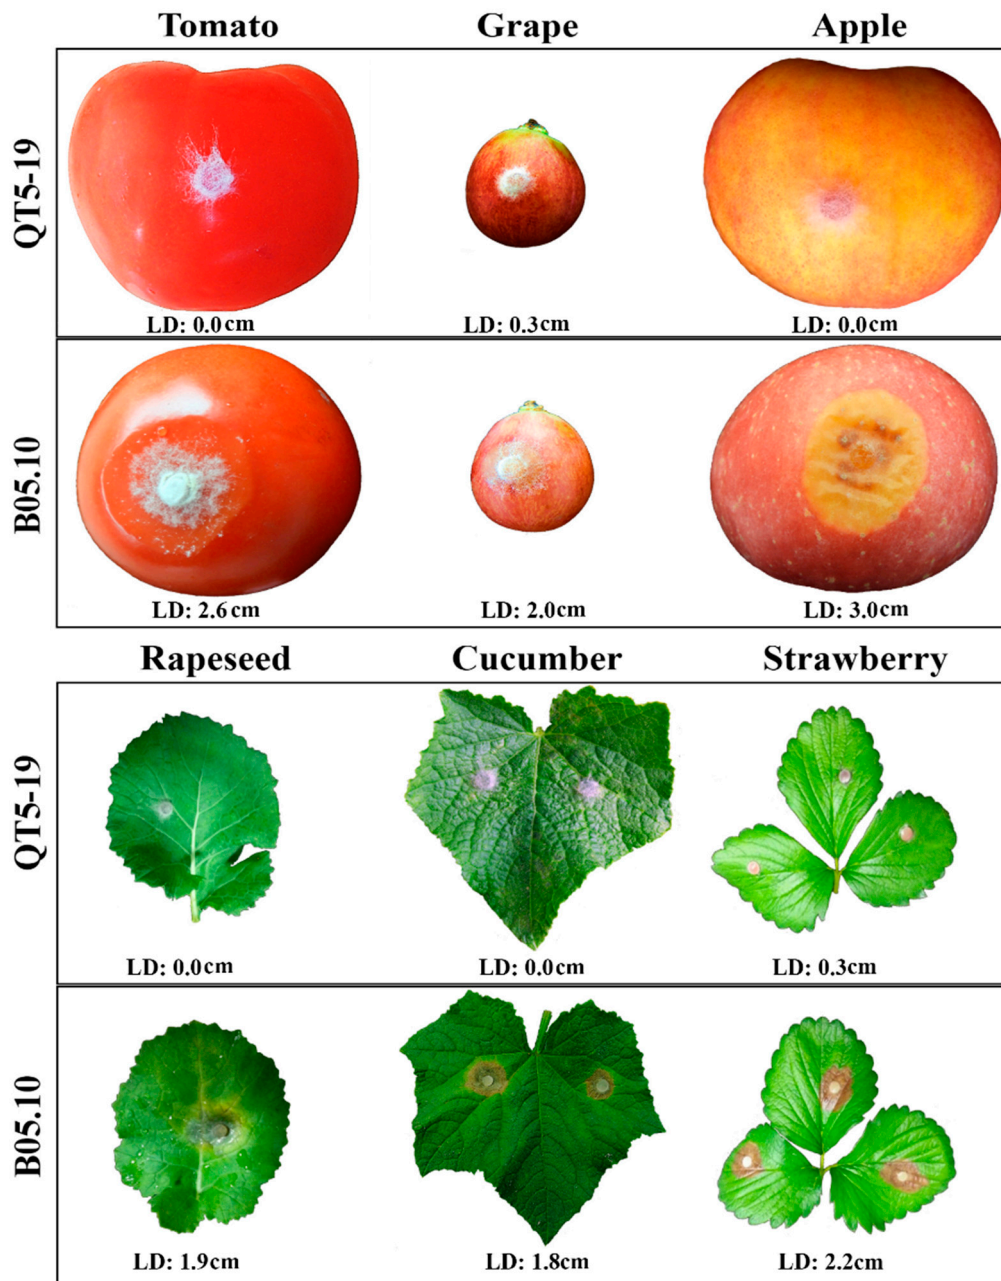 Tomato Grape Apple
QT5-19
LD: 0.0cm LD: 0.3cm LD: 0.0cm
B05.10
LD: 2.6cm LD: 2.0cm LD: 3.0cm
Rapeseed Cucumber Strawberry
QT5-19
LD: 0.0cm LD: 0.0cm LD: 0.3cm
B05.10
LD: 1.9cm LD: 1.8cm LD: 2.2cm